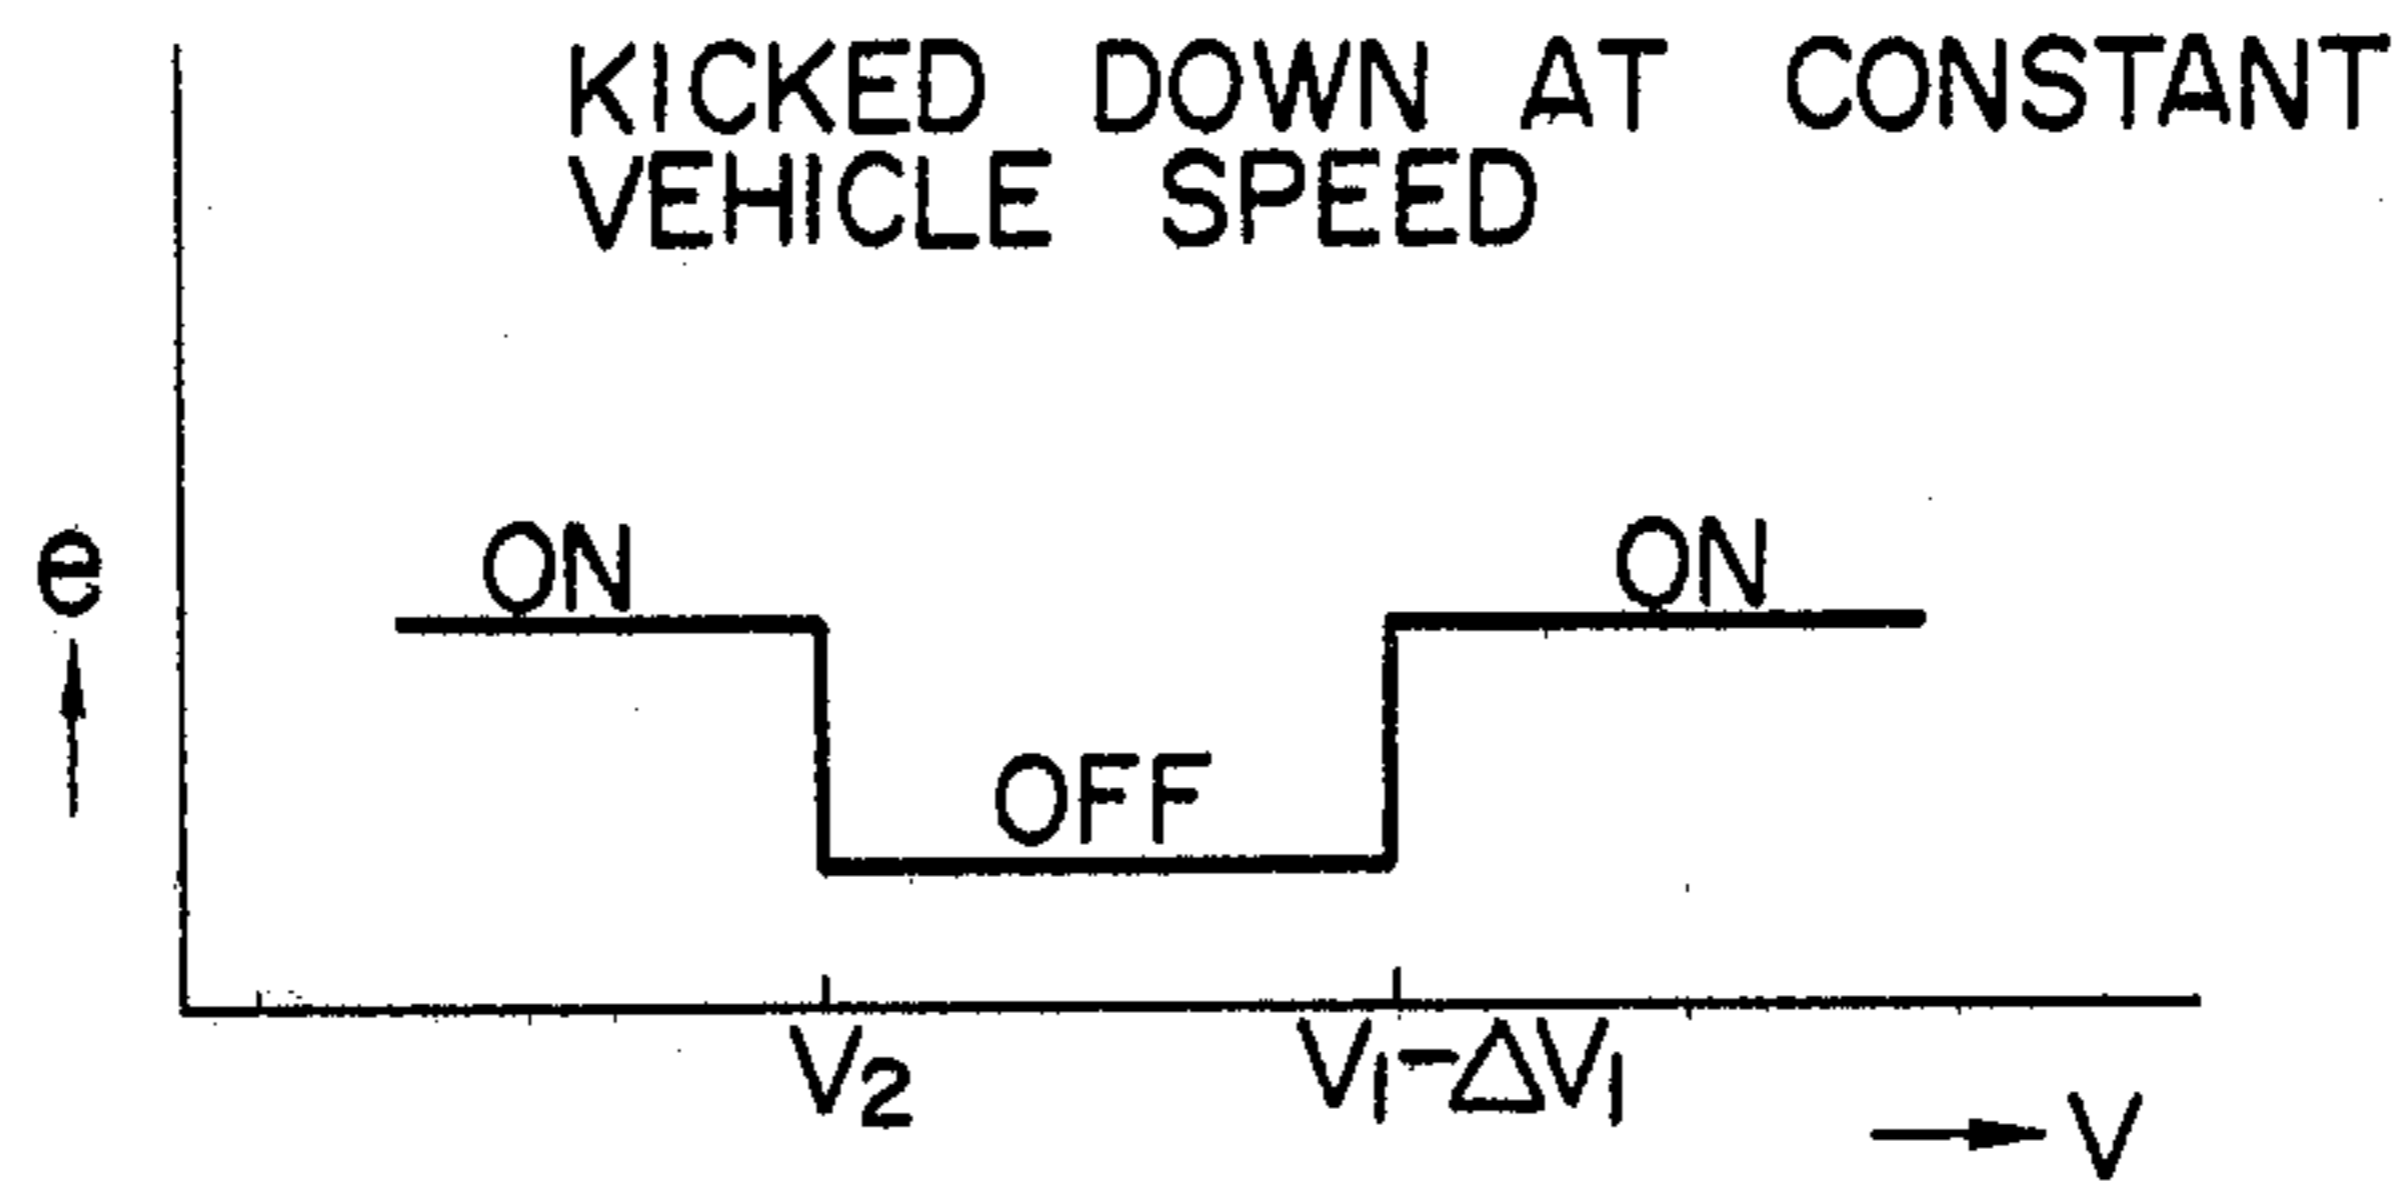 KICKED DOWN AT CONSTANT
VEHICLE SPEED
e
ON
ON
OFF
V2
V1-ΔV1
V